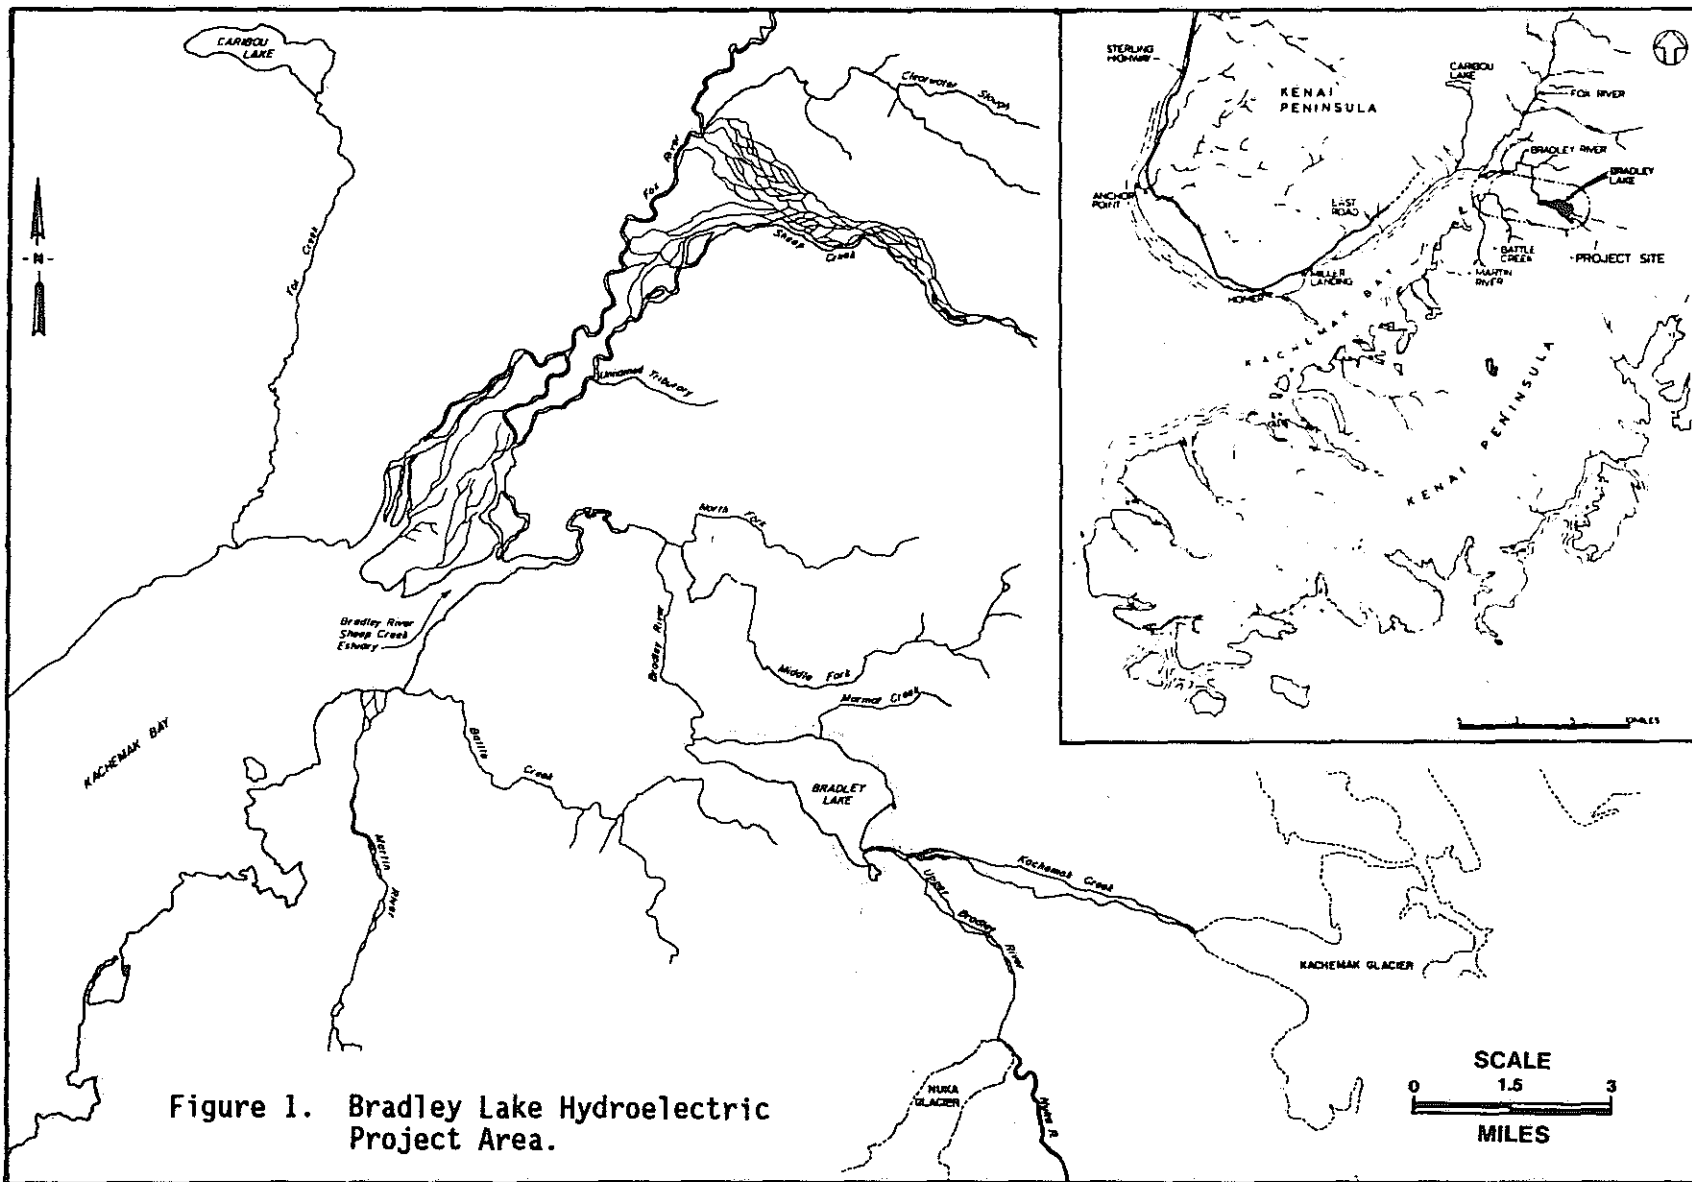 CARIBOU
LAKE
Clearwater Slough
Fox River
Sheep Creek
Fox Creek
- N -
Unnamed Tributary
North Fork
Bradley River
Sheep Creek
Estuary
Bradley River
Middle Fork
Marmot Creek
KACHEMAK BAY
Battle Creek
BRADLEY
LAKE
Martin River
Kachemak Creek
Upper Bradley River
KACHEMAK GLACIER
NUKA
GLACIER
STERLING
HIGHWAY
KENAI
PENINSULA
CARIBOU
LAKE
FOX RIVER
BRADLEY RIVER
BRADLEY
LAKE
ANCHOR
POINT
EAST
ROAD
BATTLE
CREEK
PROJECT SITE
MARTIN
RIVER
MILLER
LANDING
HOMER
KACHEMAK BAY
KENAI PENINSULA
SCALE
0 1.5 3
MILES
Figure 1. Bradley Lake Hydroelectric
Project Area.